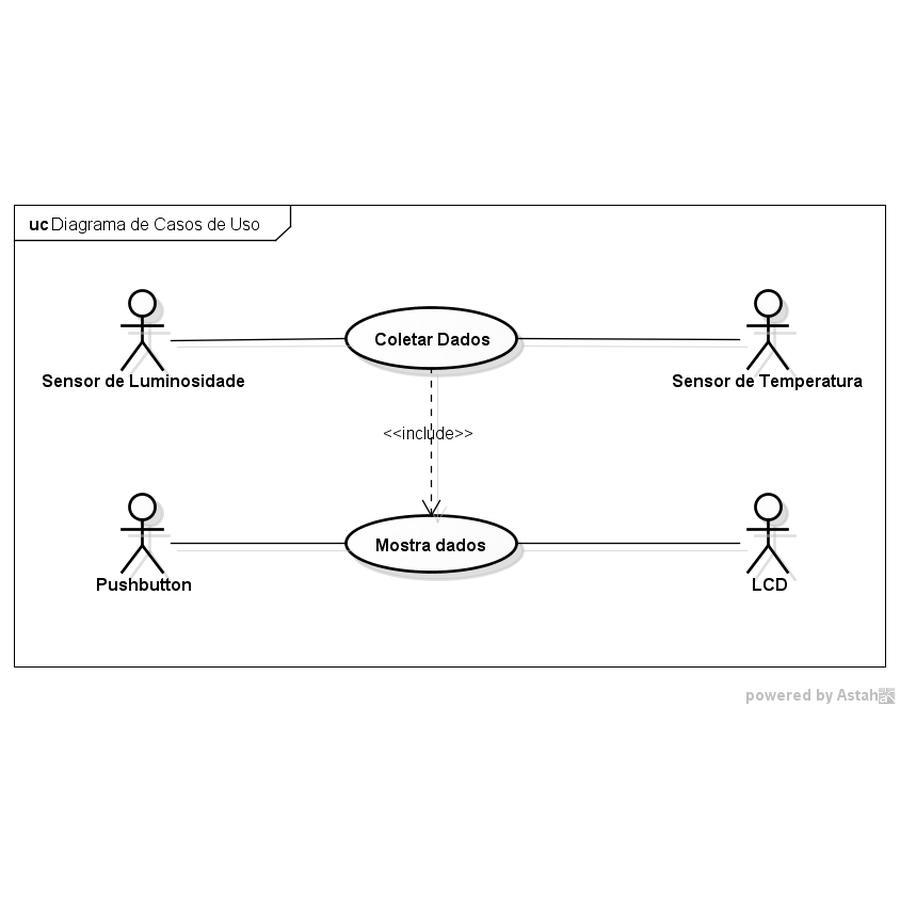 uc Diagrama de Casos de Uso
Coletar Dados
Sensor de Luminosidade
Sensor de Temperatura
<<include>>
Mostra dados
Pushbutton
LCD
powered by Astah